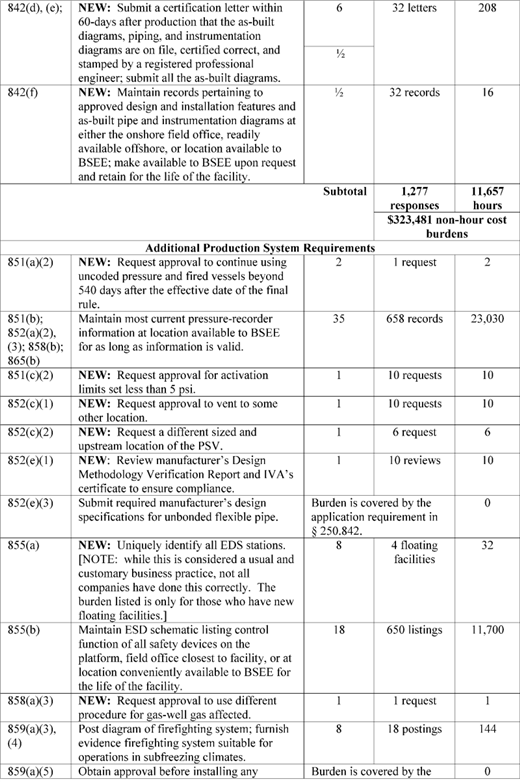 842(d), (e); NEW: Submit a certification letter within 6 32 letters 208
60-days after production that the as-built
diagrams, piping, and instrumentation
diagrams are on file, certified correct, and ½
stamped by a registered professional
engineer; submit all the as-built diagrams.
842(f) NEW: Maintain records pertaining to ½ 32 records 16
approved design and installation features and
as-built pipe and instrumentation diagrams at
either the onshore field office, readily
available offshore, or location available to
BSEE; make available to BSEE upon request
and retain for the life of the facility.
Subtotal 1,277 11,657
responses hours
$323,481 non-hour cost
burdens
Additional Production System Requirements
851(a)(2) NEW: Request approval to continue using 2 1 request 2
uncoded pressure and fired vessels beyond
540 days after the effective date of the final
rule.
851(b); Maintain most current pressure-recorder 35 658 records 23,030
852(a)(2), information at location available to BSEE
(3); 858(b); for as long as information is valid.
865(b)
851(c)(2) NEW: Request approval for activation 1 10 requests 10
limits set less than 5 psi.
852(c)(1) NEW: Request approval to vent to some 1 10 requests 10
other location.
852(c)(2) NEW: Request a different sized and 1 6 request 6
upstream location of the PSV.
852(e)(1) NEW: Review manufacturer's Design 1 10 reviews 10
Methodology Verification Report and IVA's
certificate to ensure compliance.
852(e)(3) Submit required manufacturer's design Burden is covered by the 0
specifications for unbonded flexible pipe. application requirement in
§ 250.842.
855(a) NEW: Uniquely identify all EDS stations. 8 4 floating 32
[NOTE: while this is considered a usual and facilities
customary business practice, not all
companies have done this correctly. The
burden listed is only for those who have new
floating facilities.]
855(b) Maintain ESD schematic listing control 18 650 listings 11,700
function of all safety devices on the
platform, field office closest to facility, or at
location conveniently available to BSEE for
the life of the facility.
858(a)(3) NEW: Request approval to use different 1 1 request 1
procedure for gas-well gas affected.
859(a)(3), Post diagram of firefighting system; furnish 8 18 postings 144
(4) evidence firefighting system suitable for
operations in subfreezing climates.
859(a)(5) Obtain approval before installing any Burden is covered by the 0